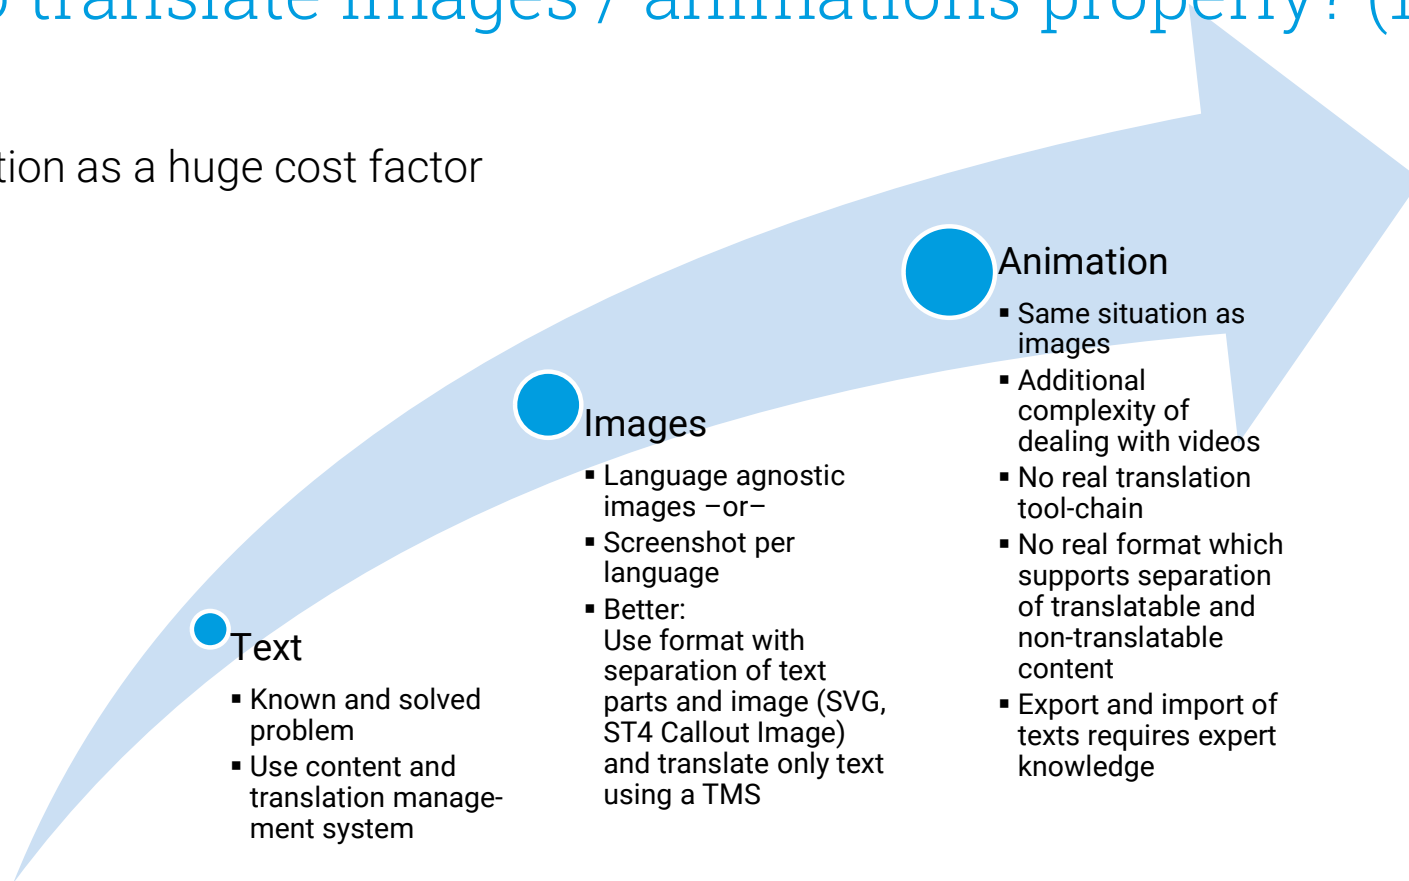 translate images / animations properly? (
tion as a huge cost factor
Text
▪ Known and solved
problem
▪ Use content and
translation manage-
ment system
Images
▪ Language agnostic
images –or–
▪ Screenshot per
language
▪ Better:
Use format with
separation of text
parts and image (SVG,
ST4 Callout Image)
and translate only text
using a TMS
Animation
▪ Same situation as
images
▪ Additional
complexity of
dealing with videos
▪ No real translation
tool-chain
▪ No real format which
supports separation
of translatable and
non-translatable
content
▪ Export and import of
texts requires expert
knowledge